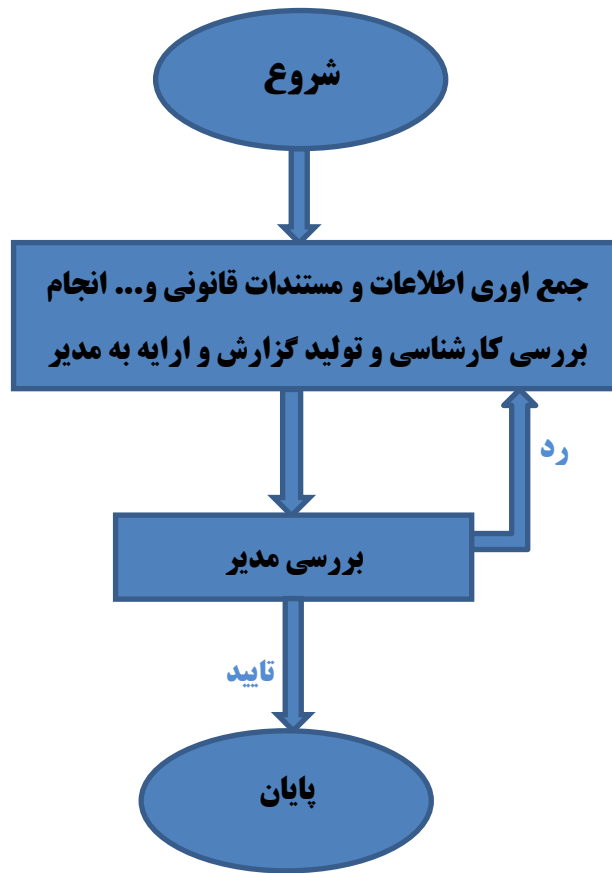 شروع
جمع اوری اطلاعات و مستندات قانونی و... انجام
بررسی کارشناسی و تولید گزارش و ارایه به مدیر
رد
بررسی مدیر
تایید
پایان